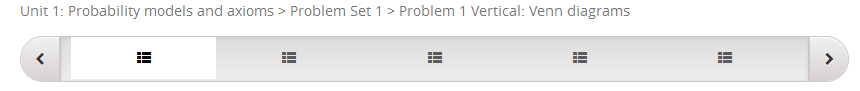 Unit 1: Probability models and axioms > Problem Set 1 > Problem 1 Vertical: Venn diagrams